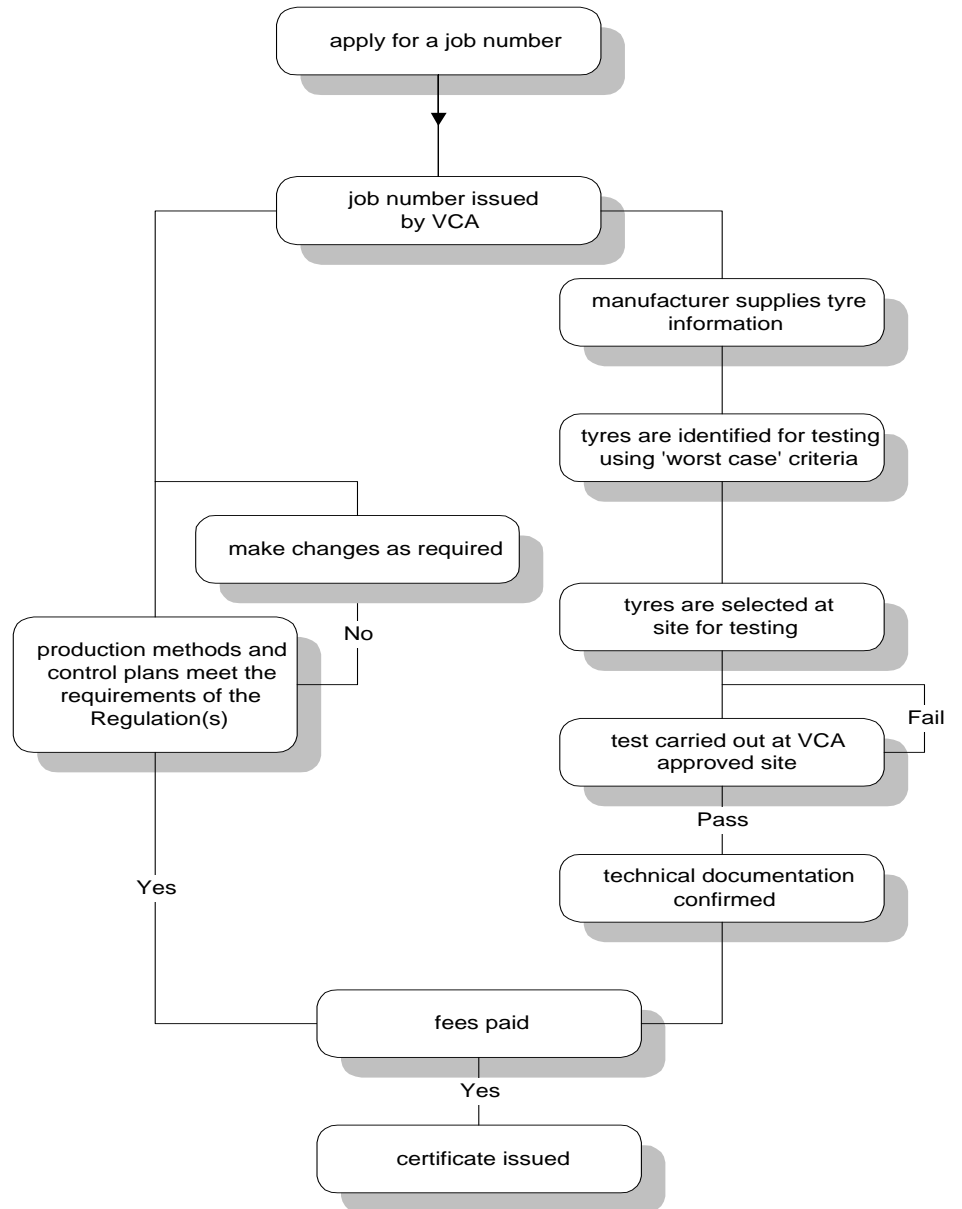 apply for a job number
job number issued
by VCA
manufacturer supplies tyre
information
tyres are identified for testing
using 'worst case' criteria
make changes as required
tyres are selected at
site for testing
No
production methods and
control plans meet the
requirements of the
Regulation(s)
Fail
test carried out at VCA
approved site
Pass
Yes
technical documentation
confirmed
fees paid
Yes
certificate issued